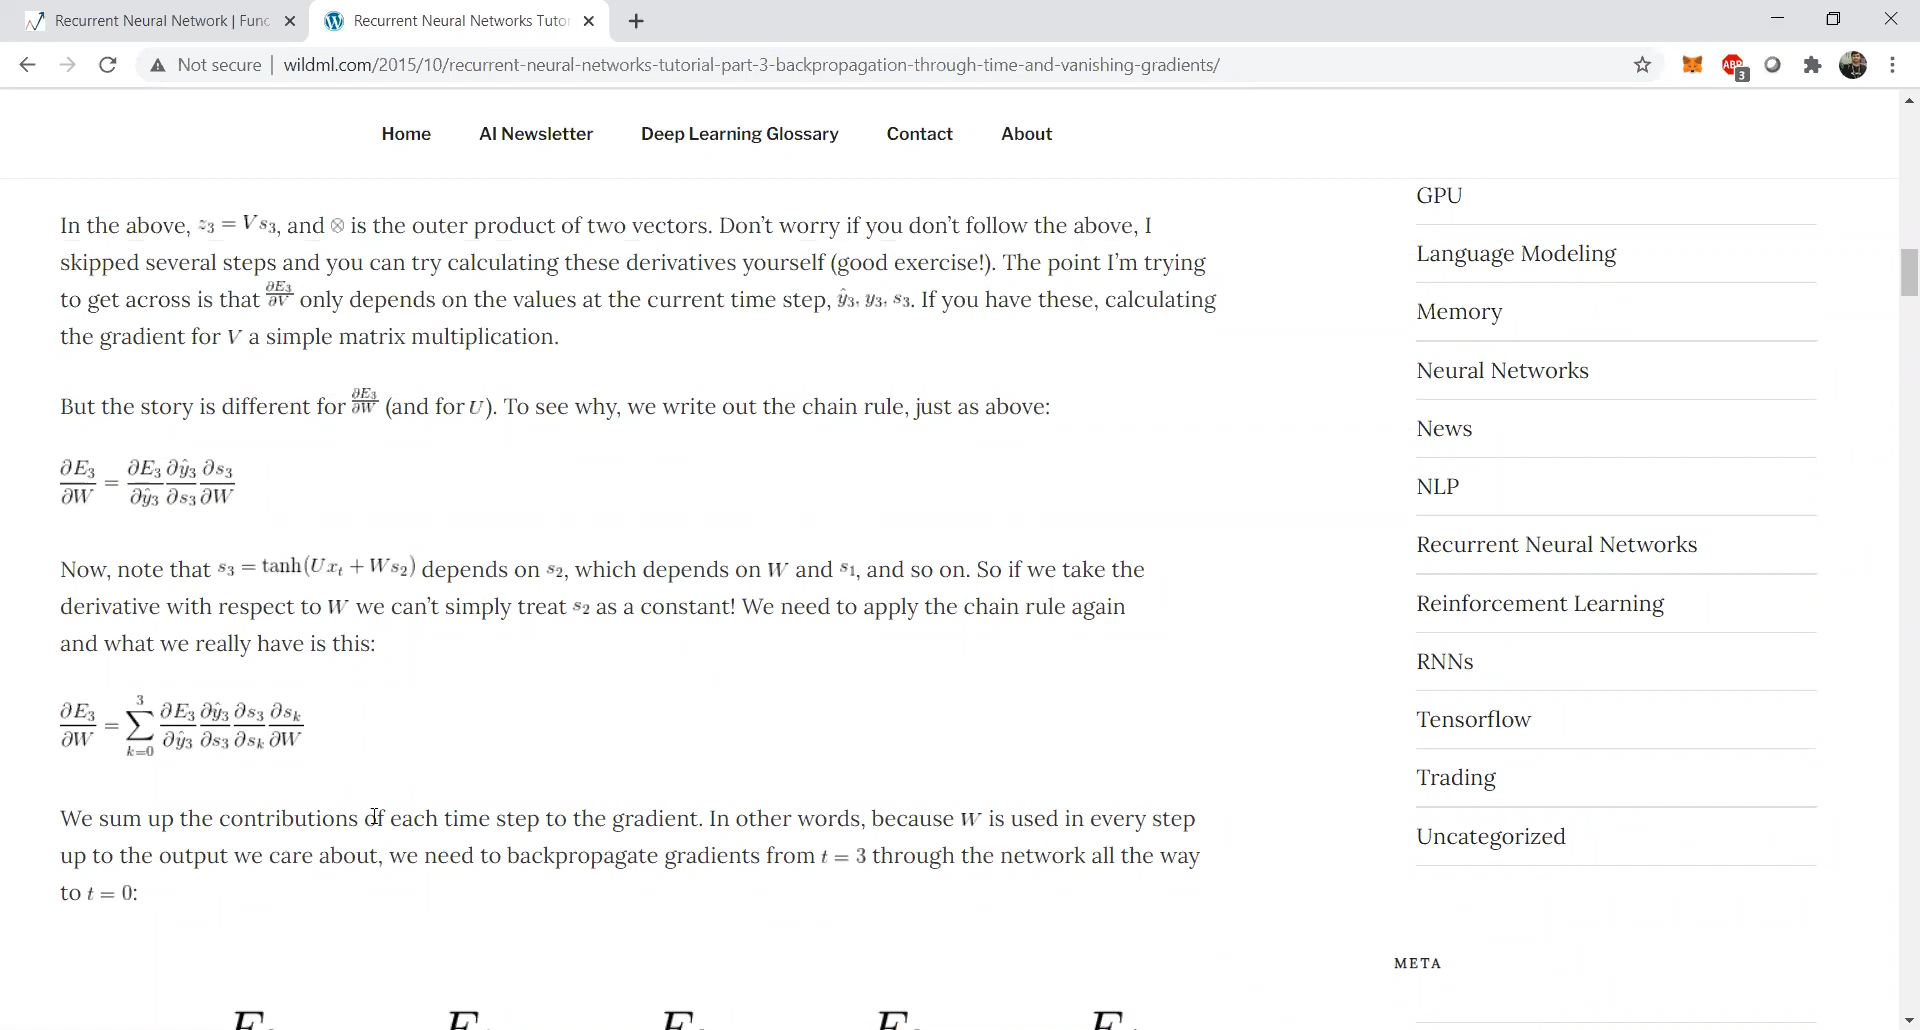 Recurrent Neural Network | Func
Recurrent Neural Networks Tutor
Not secure | wildml.com/2015/10/recurrent-neural-networks-tutorial-part-3-backpropagation-through-time-and-vanishing-gradients/
ABP
3
Home AI Newsletter Deep Learning Glossary Contact About
In the above, z₃ = Vs₃, and ⊗ is the outer product of two vectors. Don’t worry if you don’t follow the above, I
skipped several steps and you can try calculating these derivatives yourself (good exercise!). The point I’m trying
to get across is that ∂E₃/∂V only depends on the values at the current time step, ŷ₃, y₃, s₃. If you have these, calculating
the gradient for V a simple matrix multiplication.
But the story is different for ∂E₃/∂W (and for U). To see why, we write out the chain rule, just as above:
∂E₃/∂W = ∂E₃/∂ŷ₃ ∂ŷ₃/∂s₃ ∂s₃/∂W
Now, note that s₃ = tanh(Uxₜ + Ws₂) depends on s₂, which depends on W and s₁, and so on. So if we take the
derivative with respect to W we can’t simply treat s₂ as a constant! We need to apply the chain rule again
and what we really have is this:
∂E₃/∂W = ∑ₖ₌₀³ ∂E₃/∂ŷ₃ ∂ŷ₃/∂s₃ ∂s₃/∂sₖ ∂sₖ/∂W
We sum up the contributions of each time step to the gradient. In other words, because W is used in every step
up to the output we care about, we need to backpropagate gradients from t = 3 through the network all the way
to t = 0:
GPU
Language Modeling
Memory
Neural Networks
News
NLP
Recurrent Neural Networks
Reinforcement Learning
RNNs
Tensorflow
Trading
Uncategorized
META